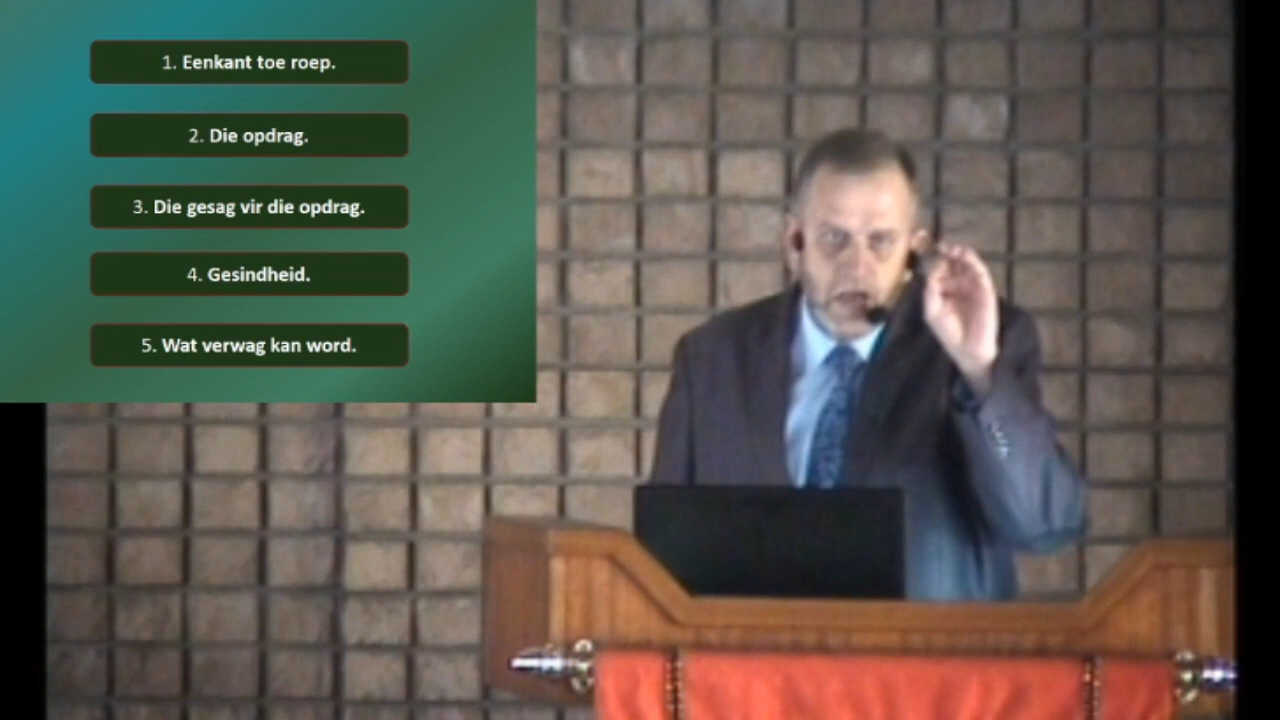 1. Eenkant toe roep.
2. Die opdrag.
3. Die gesag vir die opdrag.
4. Gesindheid.
5. Wat verwag kan word.